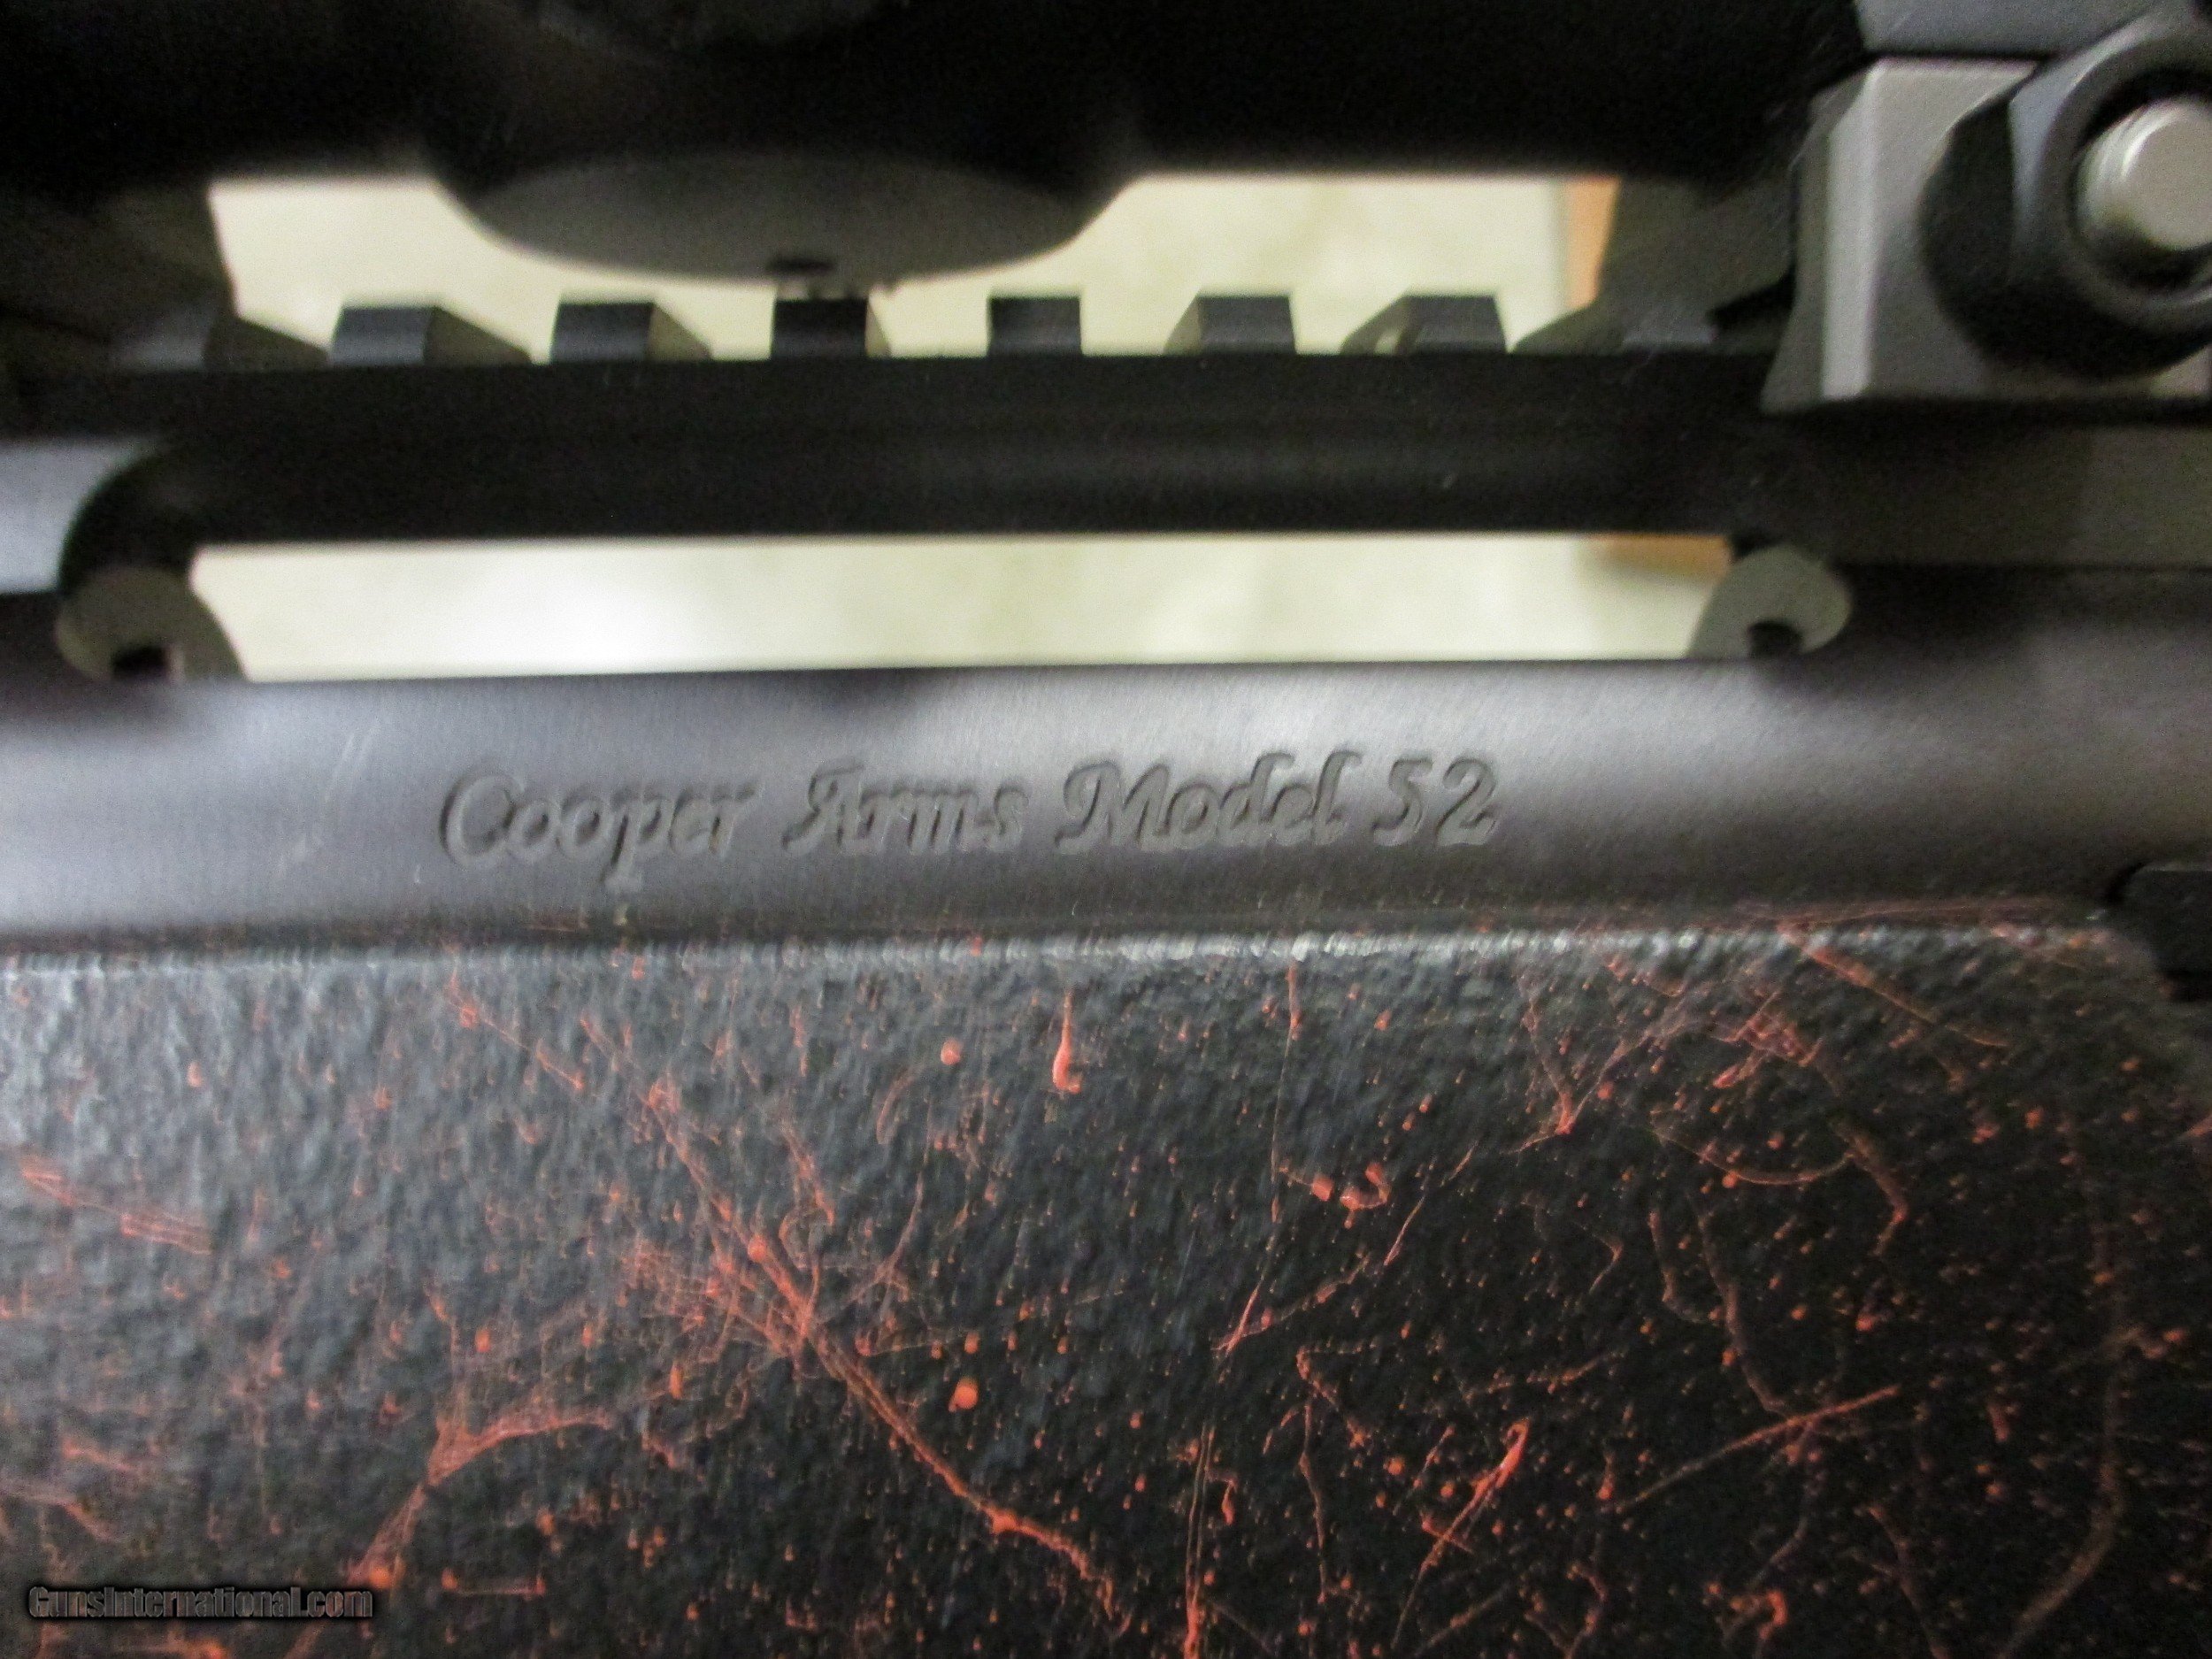 Cooper Arms Model 52
GunsInternational.com